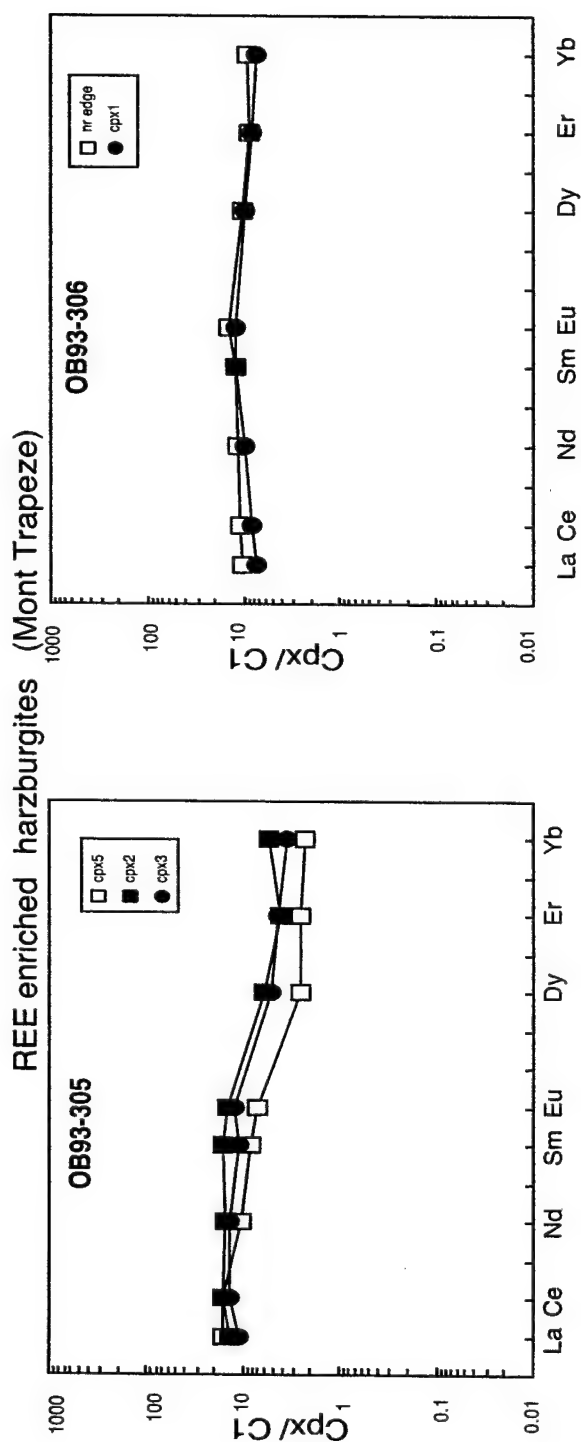 REE enriched harzburgites (Mont Trapeze)
OB93-305
cpx5
cpx2
cpx3
Cpx/ C1
1000
100
10
1
0.1
0.01
La Ce Nd Sm Eu Dy Er Yb
OB93-306
nr edge
cpx1
Cpx/ C1
1000
100
10
1
0.1
0.01
La Ce Nd Sm Eu Dy Er Yb